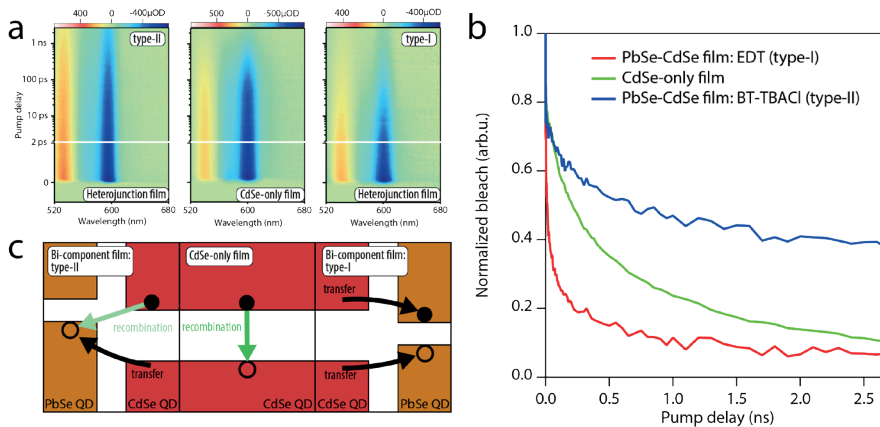 a
400 0 -400μOD
500 0 -500μOD
400 0 -400μOD
type-II
type-I
1 ns
100 ps
10 ps
2 ps
0
Pump delay
Heterojunction film
CdSe-only film
Heterojunction film
520 600 680
520 600 680
520 600 680
Wavelength (nm)
Wavelength (nm)
Wavelength (nm)
b
PbSe-CdSe film: EDT (type-I)
CdSe-only film
PbSe-CdSe film: BT-TBACl (type-II)
Normalized bleach (arb.u.)
1.0
0.8
0.6
0.4
0.2
0.0
0.0 0.5 1.0 1.5 2.0 2.5
Pump delay (ns)
c
Bi-component film:
type-II
CdSe-only film
Bi-component film:
type-I
transfer
recombination
recombination
transfer
transfer
PbSe QD
CdSe QD
CdSe QD
CdSe QD
PbSe QD